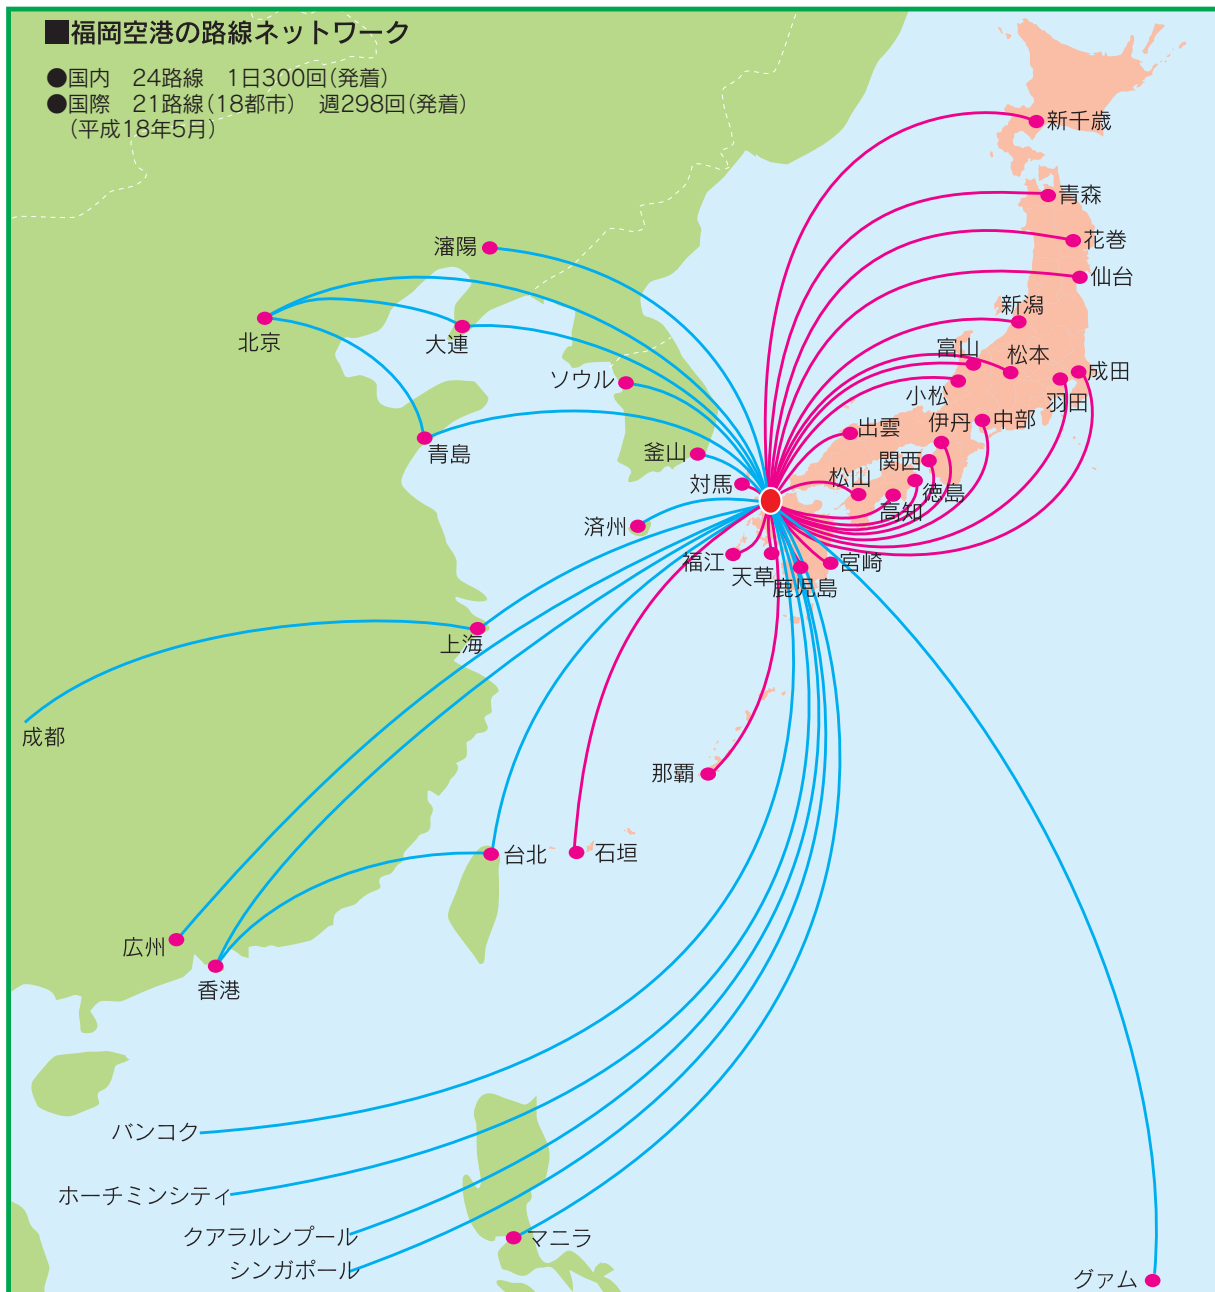 ■福岡空港の路線ネットワーク
●国内　24路線　1日300回(発着)
●国際　21路線(18都市)　週298回(発着)
(平成18年5月)
新千歳
青森
花巻
仙台
新潟
富山
松本
成田
羽田
小松
伊丹
中部
出雲
関西
松山
徳島
高知
瀋陽
北京
大連
ソウル
青島
釜山
対馬
済州
福江
天草
鹿児島
宮崎
上海
成都
那覇
台北
石垣
広州
香港
バンコク
ホーチミンシティ
クアラルンプール
シンガポール
マニラ
グァム